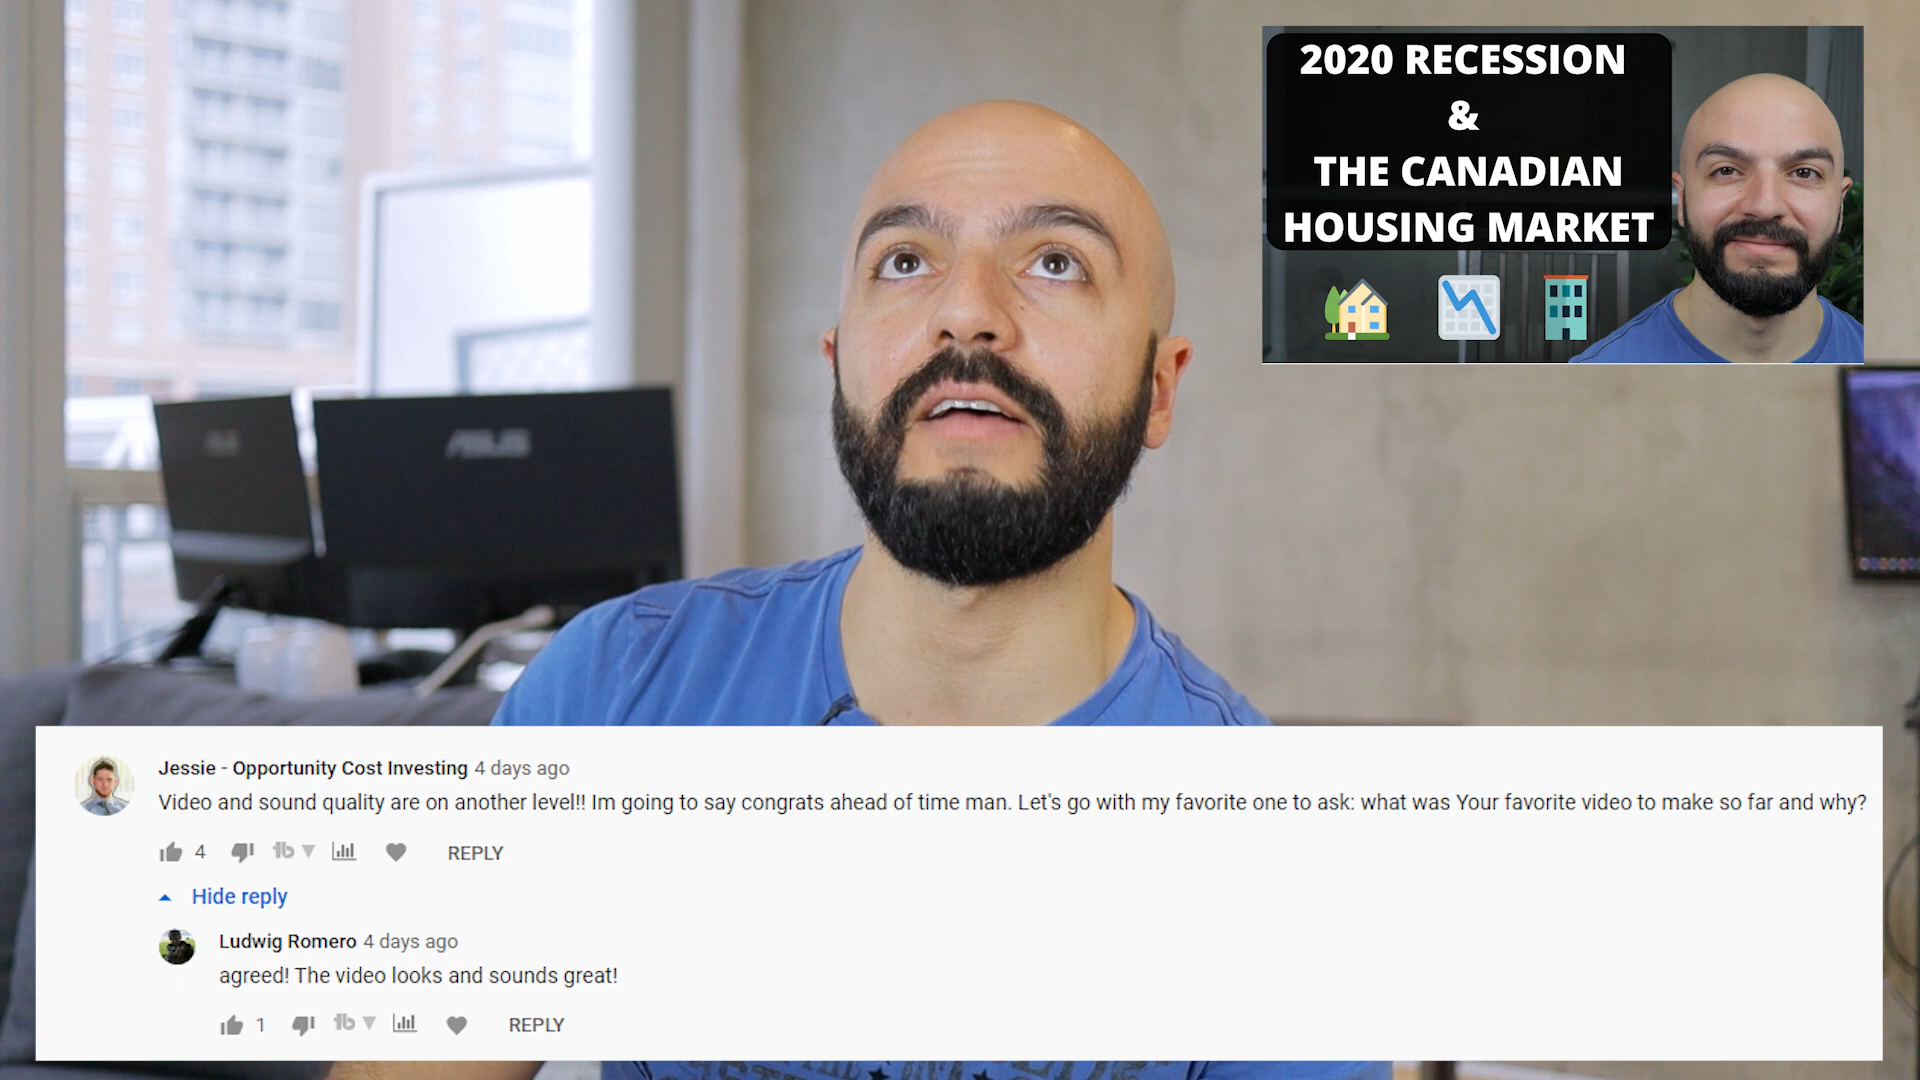 2020 RECESSION
&
THE CANADIAN
HOUSING MARKET
ASUS
Jessie - Opportunity Cost Investing 4 days ago
Video and sound quality are on another level!! Im going to say congrats ahead of time man. Let's go with my favorite one to ask: what was Your favorite video to make so far and why?
4 REPLY
Hide reply
Ludwig Romero 4 days ago
agreed! The video looks and sounds great!
1 REPLY